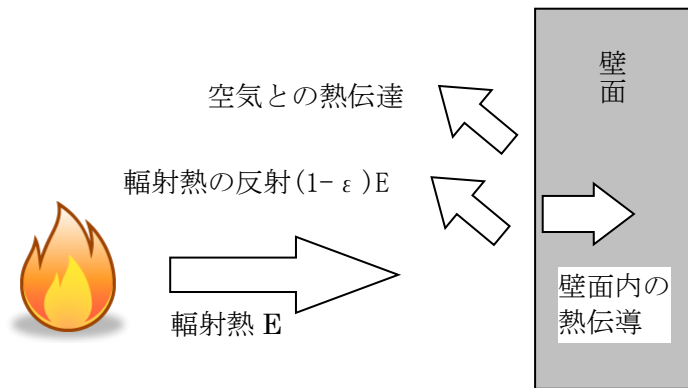 壁面
空気との熱伝達
輻射熱の反射(1-ε)E
輻射熱 E
壁面内の
熱伝導